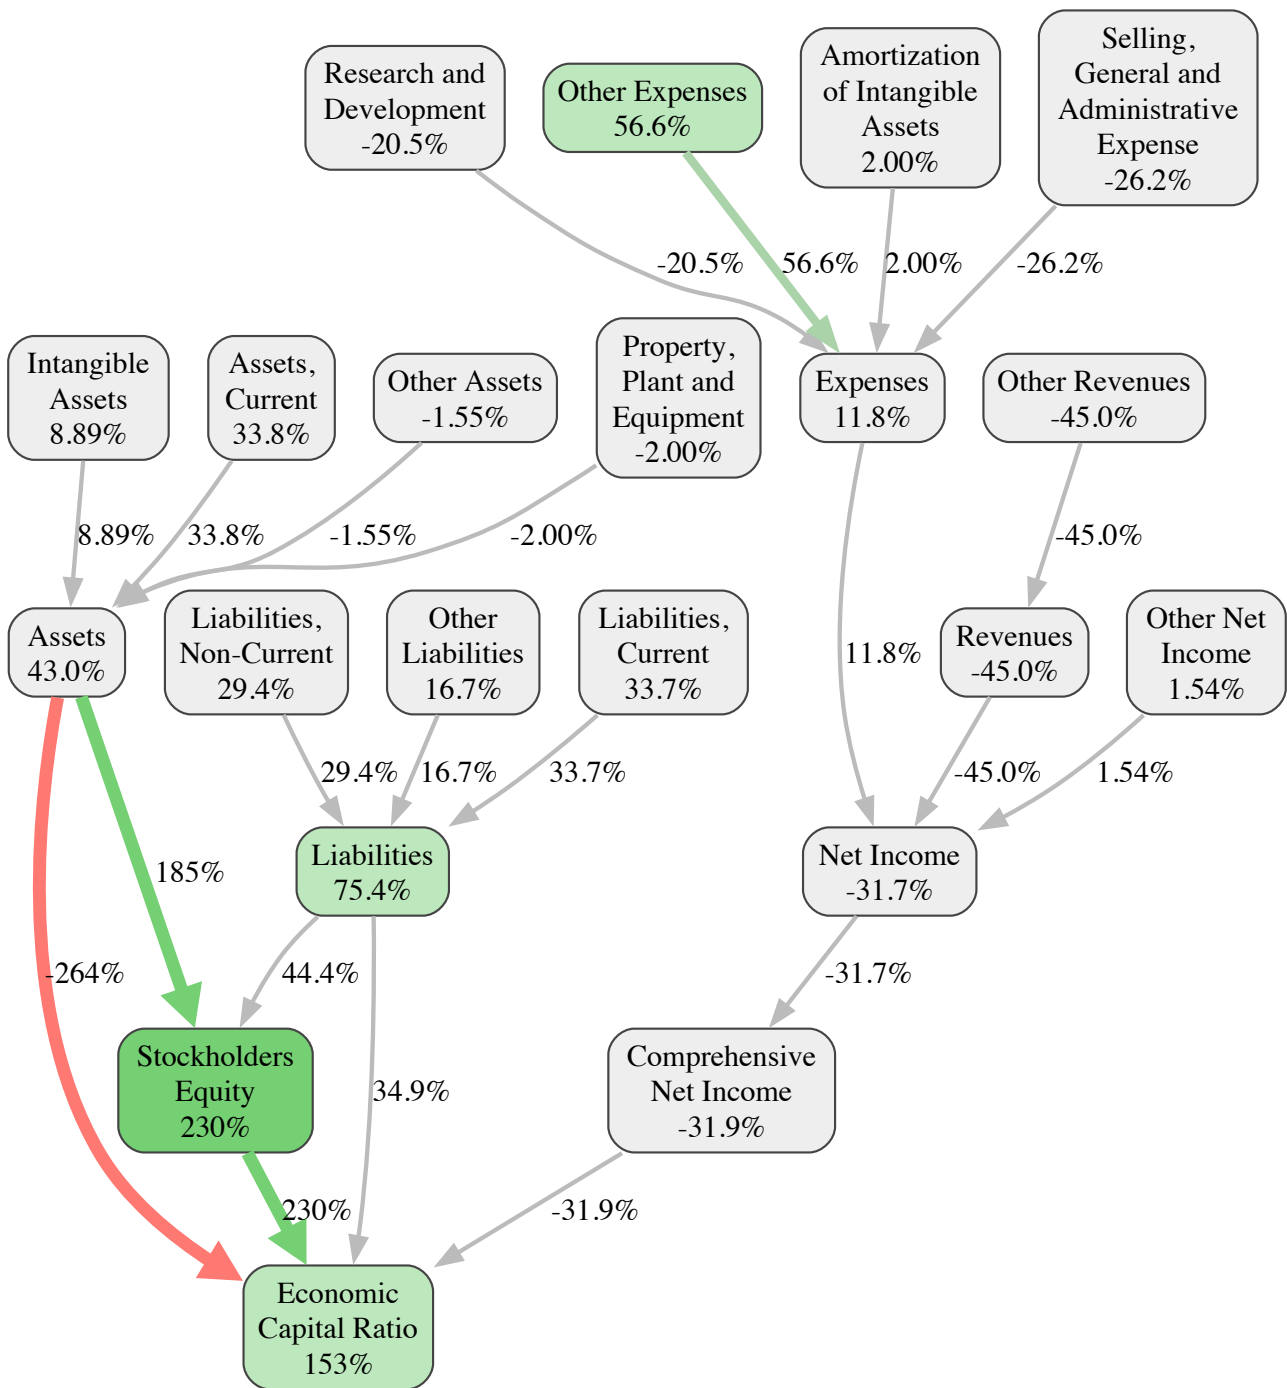 Research and
Development
-20.5%
Other Expenses
56.6%
Amortization
of Intangible
Assets
2.00%
Selling,
General and
Administrative
Expense
-26.2%
-20.5%
56.6%
2.00%
-26.2%
Intangible
Assets
8.89%
Assets,
Current
33.8%
Other Assets
-1.55%
Property,
Plant and
Equipment
-2.00%
Expenses
11.8%
Other Revenues
-45.0%
8.89%
33.8%
-1.55%
-2.00%
-45.0%
Assets
43.0%
Liabilities,
Non-Current
29.4%
Other
Liabilities
16.7%
Liabilities,
Current
33.7%
11.8%
Revenues
-45.0%
Other Net
Income
1.54%
29.4%
16.7%
33.7%
-45.0%
1.54%
185%
Liabilities
75.4%
Net Income
-31.7%
-264%
44.4%
-31.7%
Stockholders
Equity
230%
34.9%
Comprehensive
Net Income
-31.9%
230%
-31.9%
Economic
Capital Ratio
153%